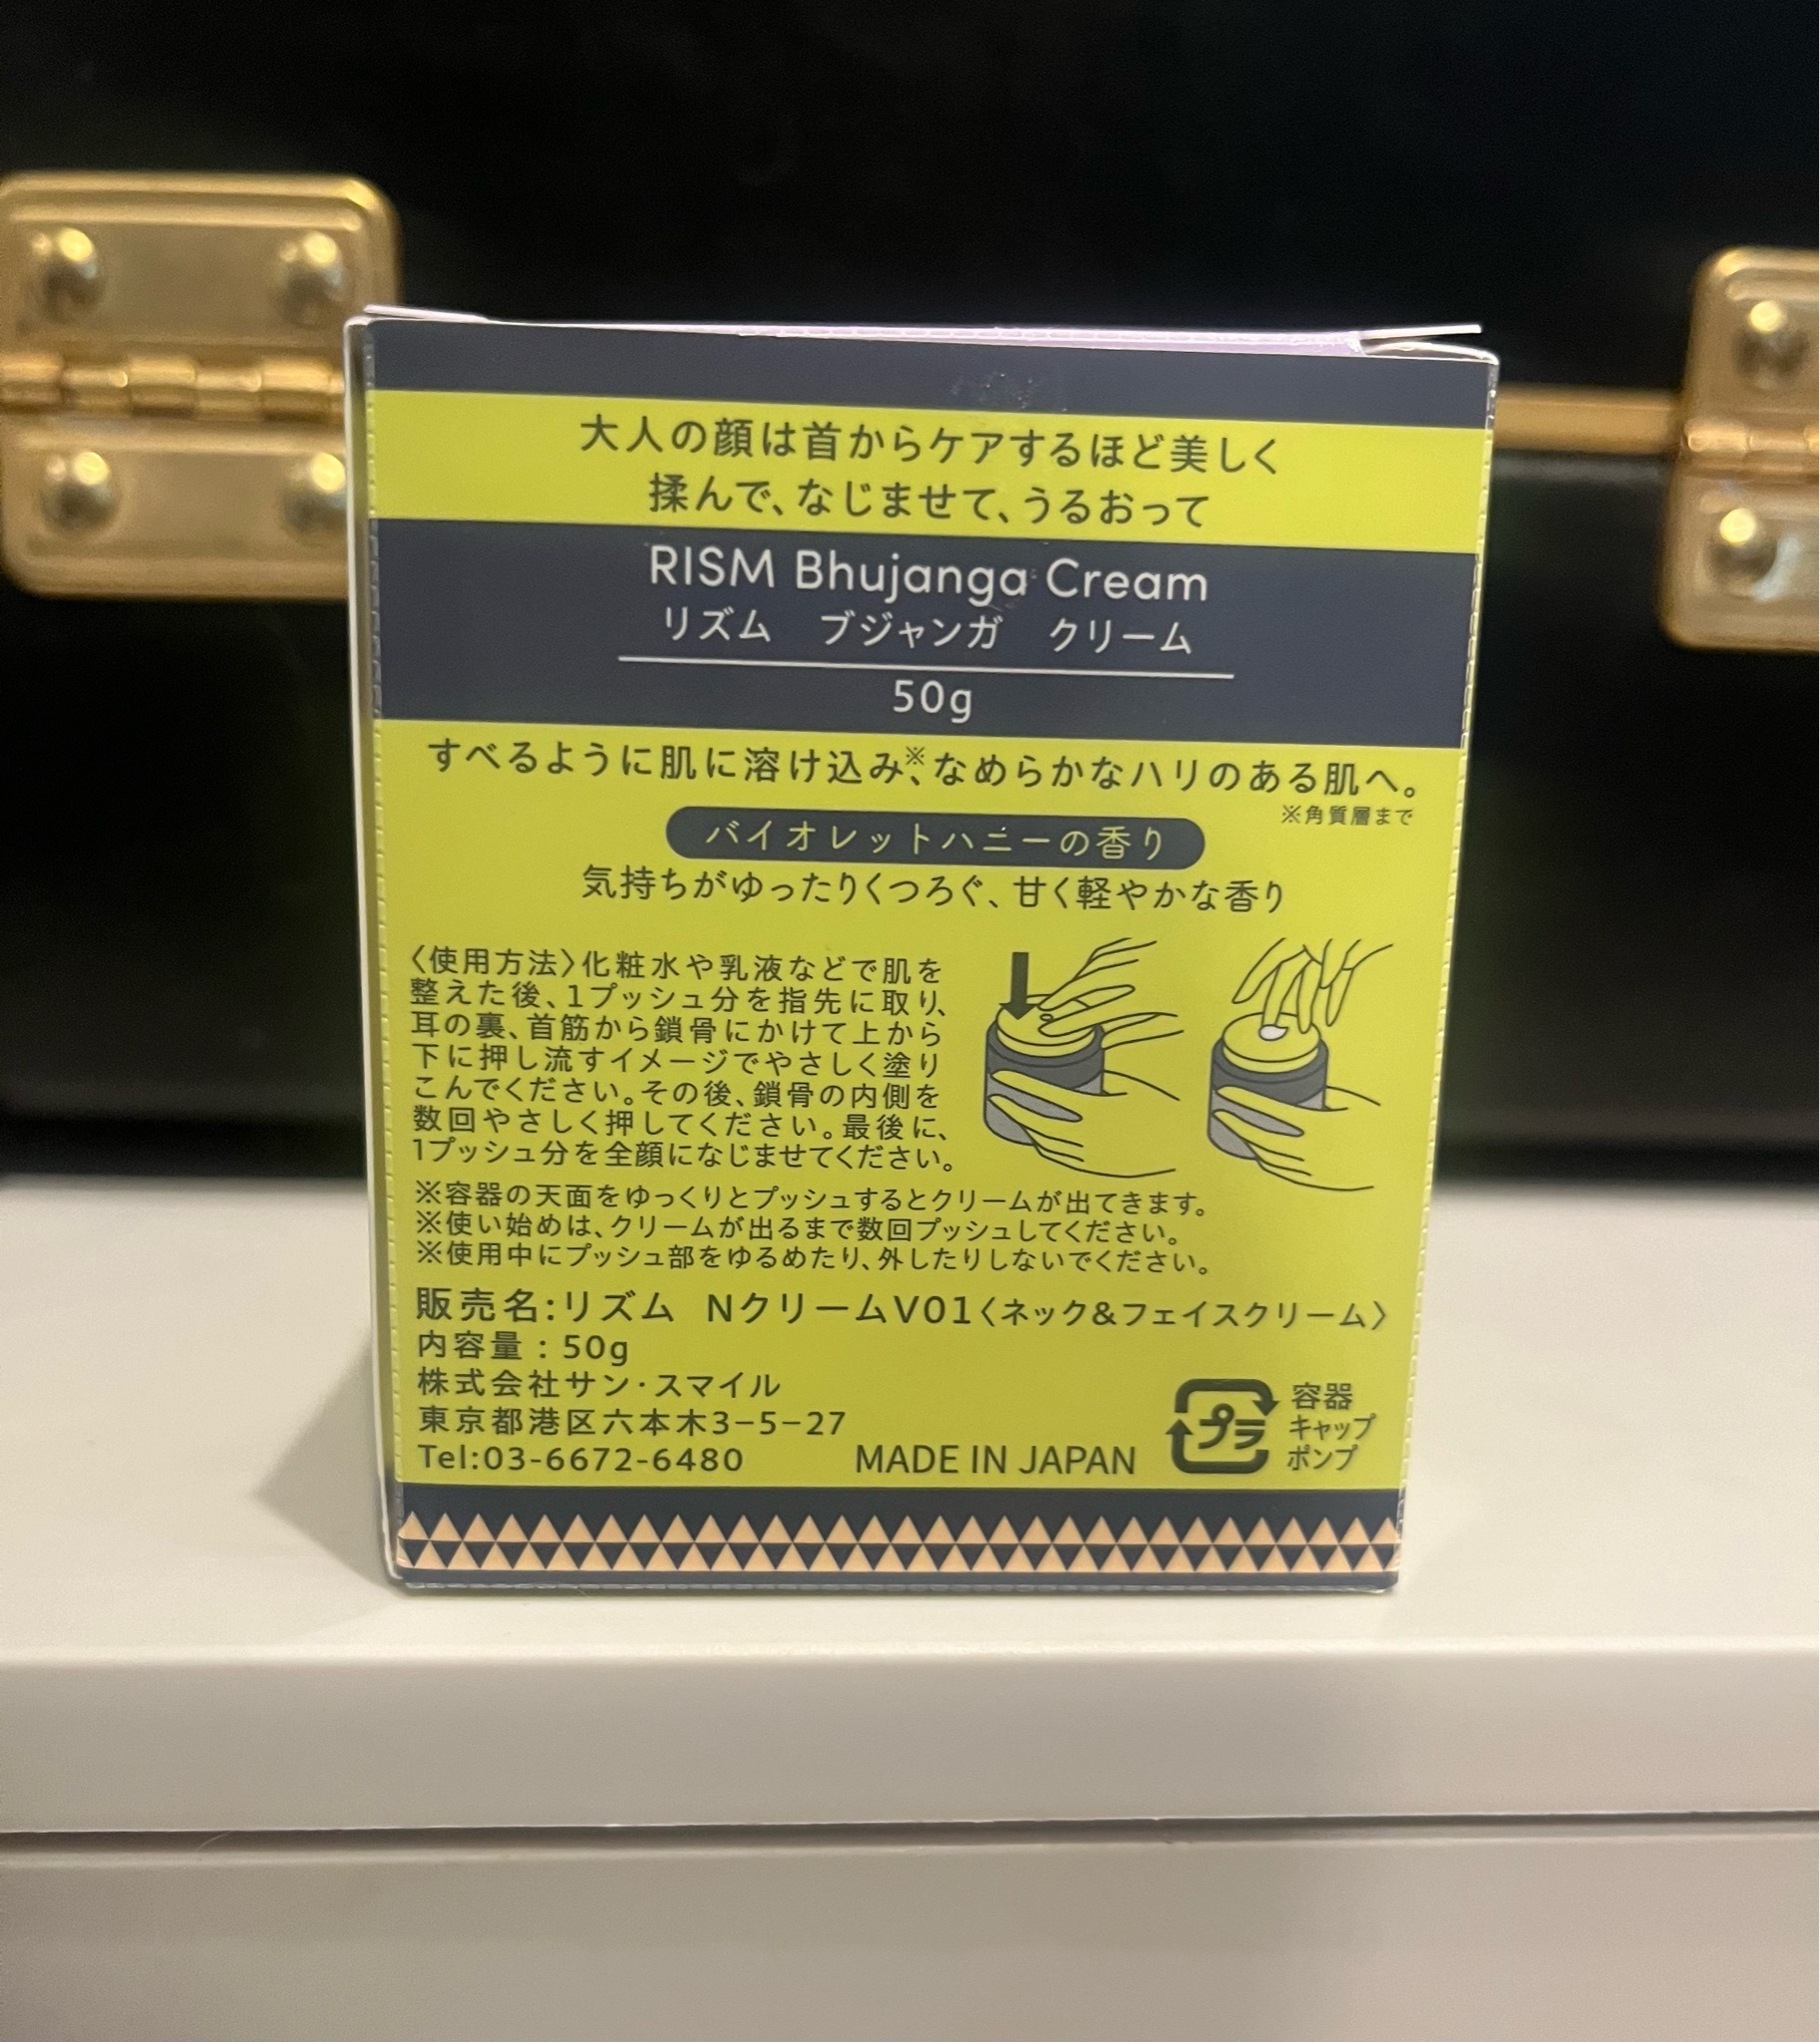 大人の顔は首からケアするほど美しく
揉んで、なじませて、うるおって
RISM Bhujanga Cream
リズム　ブジャンガ　クリーム
50g
すべるように肌に溶け込み※、なめらかなハリのある肌へ。
※角質層まで
バイオレットハニーの香り
気持ちがゆったりくつろぐ、甘く軽やかな香り
〈使用方法〉化粧水や乳液などで肌を
整えた後、1プッシュ分を指先に取り、
耳の裏、首筋から鎖骨にかけて上から
下に押し流すイメージでやさしく塗り
こんでください。その後、鎖骨の内側を
数回やさしく押してください。最後に、
1プッシュ分を全顔になじませてください。
※容器の天面をゆっくりとプッシュするとクリームが出てきます。
※使い始めは、クリームが出るまで数回プッシュしてください。
※使用中にプッシュ部をゆるめたり、外したりしないでください。
販売名:リズム NクリームV01〈ネック&フェイスクリーム〉
内容量：50g
株式会社サン・スマイル
東京都港区六本木3−5−27
Tel:03-6672-6480
MADE IN JAPAN
プラ
容器
キャップ
ポンプ